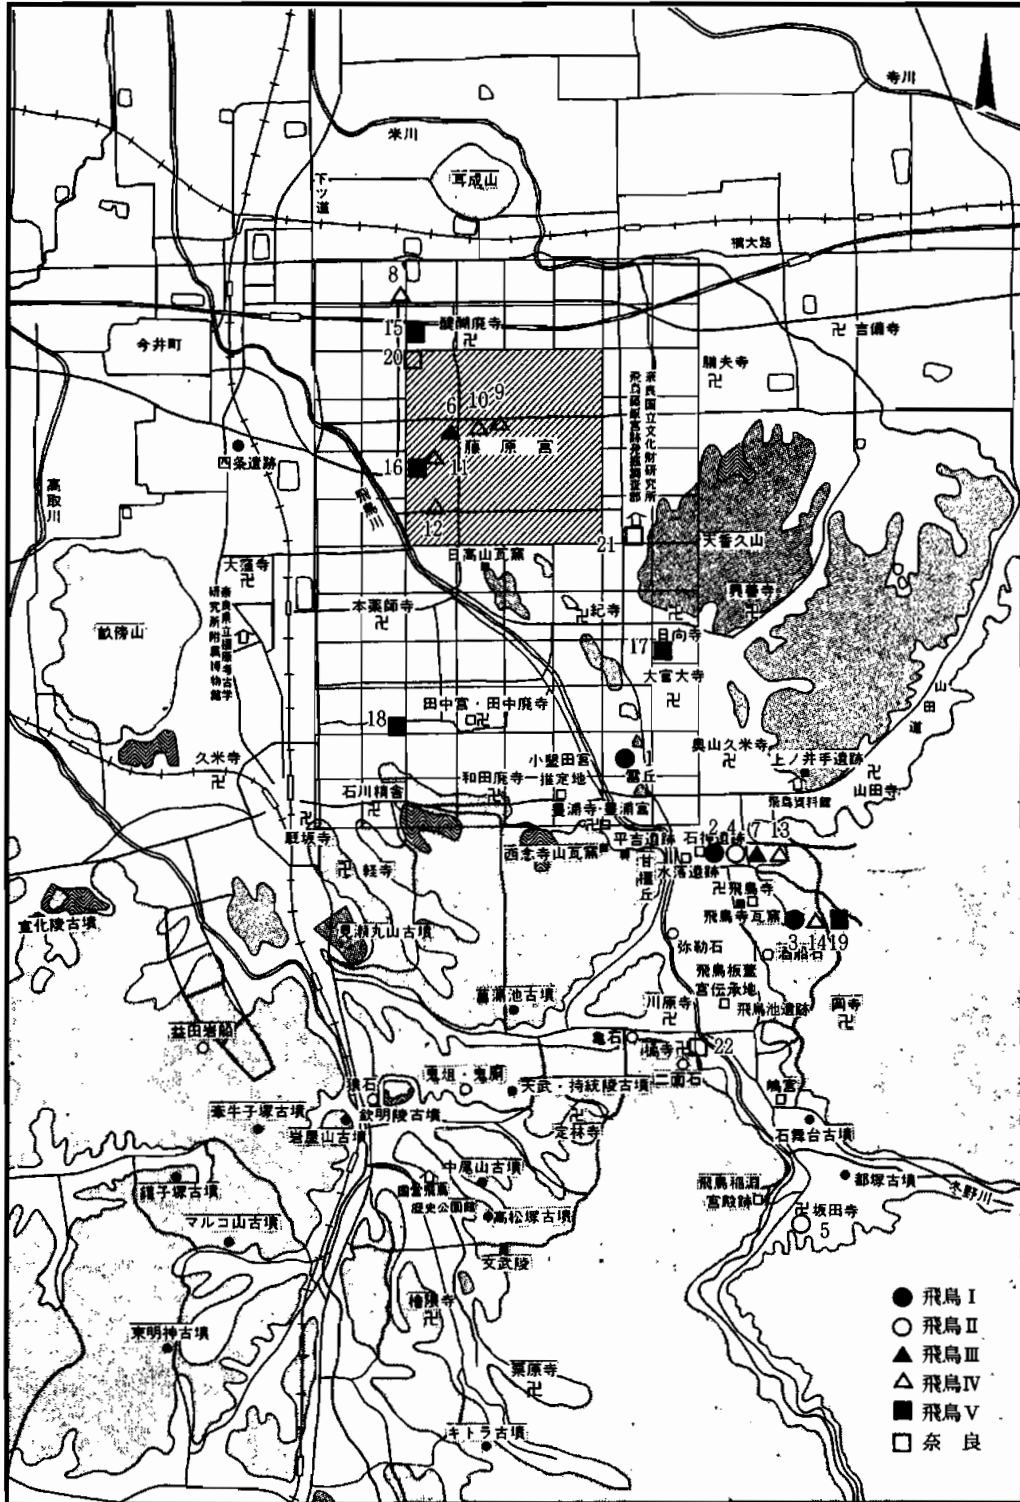 寺川
米川
耳成山
下ツ道
横大路
8
15
醍醐廃寺
吉備寺
今井町
20
膳夫寺
奈良国立文化財研究所
飛鳥藤原宮跡発掘調査部
6
10
9
藤原宮
四条遺跡
16
11
高取川
飛鳥川
12
21
天香久山
日高山瓦窯
大窪寺
興善寺
奈良県立橿原考古学
研究所附属博物館
本薬師寺
紀寺
畝傍山
日向寺
17
大官大寺
山田道
田中宮・田中廃寺
18
奥山久米寺
小墾田宮
推定地
1
雷丘
上ノ井手遺跡
久米寺
和田廃寺
山田寺
石川精舎
飛鳥資料館
豊浦寺・豊浦宮
厩坂寺
平吉遺跡
石神遺跡
2
4
7
13
西念寺山瓦窯
甘橿丘
水落遺跡
軽寺
飛鳥寺
宣化陵古墳
飛鳥寺瓦窯
見瀬丸山古墳
弥勒石
3
14
19
酒船石
飛鳥板蓋
宮伝承地
菖蒲池古墳
川原寺
飛鳥池遺跡
岡寺
益田岩船
亀石
橘寺
22
二面石
鬼俎・鬼廁
天武・持統陵古墳
嶋宮
猿石
欽明陵古墳
牽牛子塚古墳
岩屋山古墳
定林寺
石舞台古墳
中尾山古墳
飛鳥稲淵
宮殿跡
都塚古墳
冬野川
国営飛鳥
歴史公園館
高松塚古墳
坂田寺
5
マルコ山古墳
文武陵
檜隈寺
束明神古墳
栗原寺
キトラ古墳
飛鳥Ⅰ
飛鳥Ⅱ
飛鳥Ⅲ
飛鳥Ⅳ
飛鳥Ⅴ
奈良